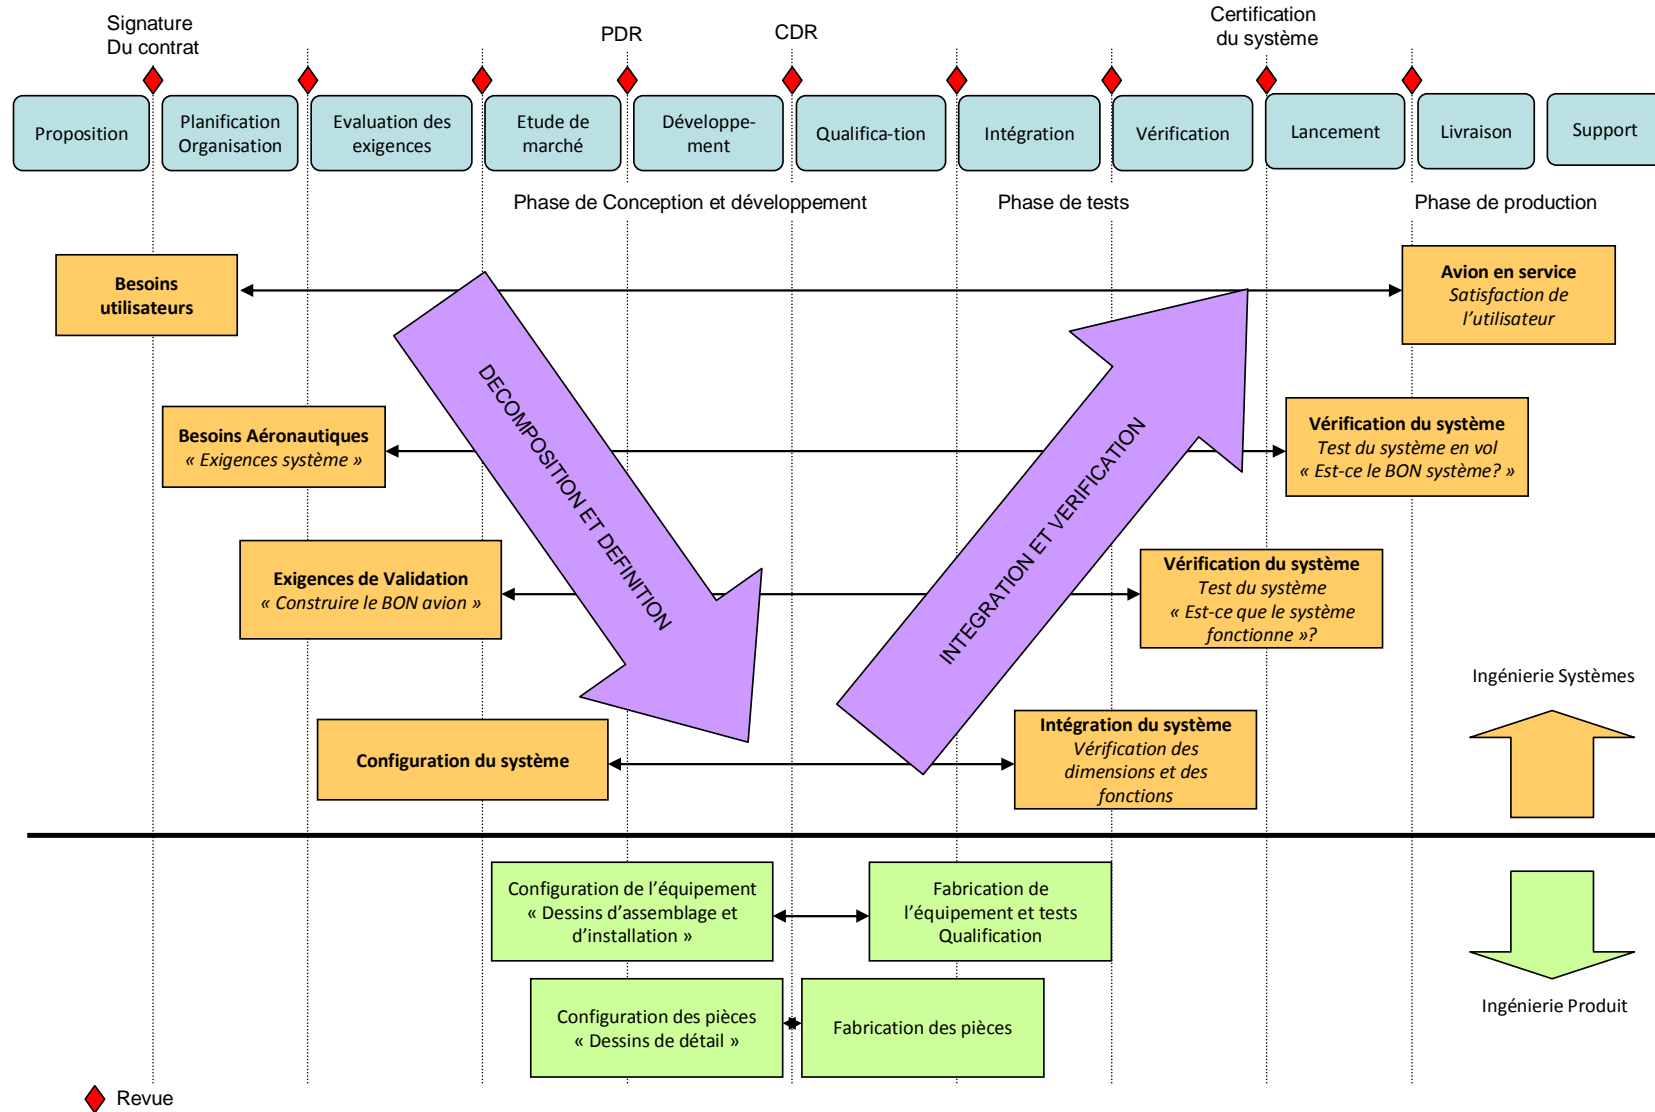 Signature
Du contrat
PDR
CDR
Certification
du système
Proposition
Planification
Organisation
Evaluation des
exigences
Etude de
marché
Développe-
ment
Qualifica-tion
Intégration
Vérification
Lancement
Livraison
Support
Phase de Conception et développement
Phase de tests
Phase de production
Besoins
utilisateurs
Avion en service
Satisfaction de
l’utilisateur
DECOMPOSITION ET DEFINITION
INTEGRATION ET VERIFICATION
Besoins Aéronautiques
« Exigences système »
Vérification du système
Test du système en vol
« Est-ce le BON système? »
Exigences de Validation
« Construire le BON avion »
Vérification du système
Test du système
« Est-ce que le système
fonctionne »?
Ingénierie Systèmes
Configuration du système
Intégration du système
Vérification des
dimensions et des
fonctions
Configuration de l’équipement
« Dessins d’assemblage et
d’installation »
Fabrication de
l’équipement et tests
Qualification
Configuration des pièces
« Dessins de détail »
Fabrication des pièces
Ingénierie Produit
Revue